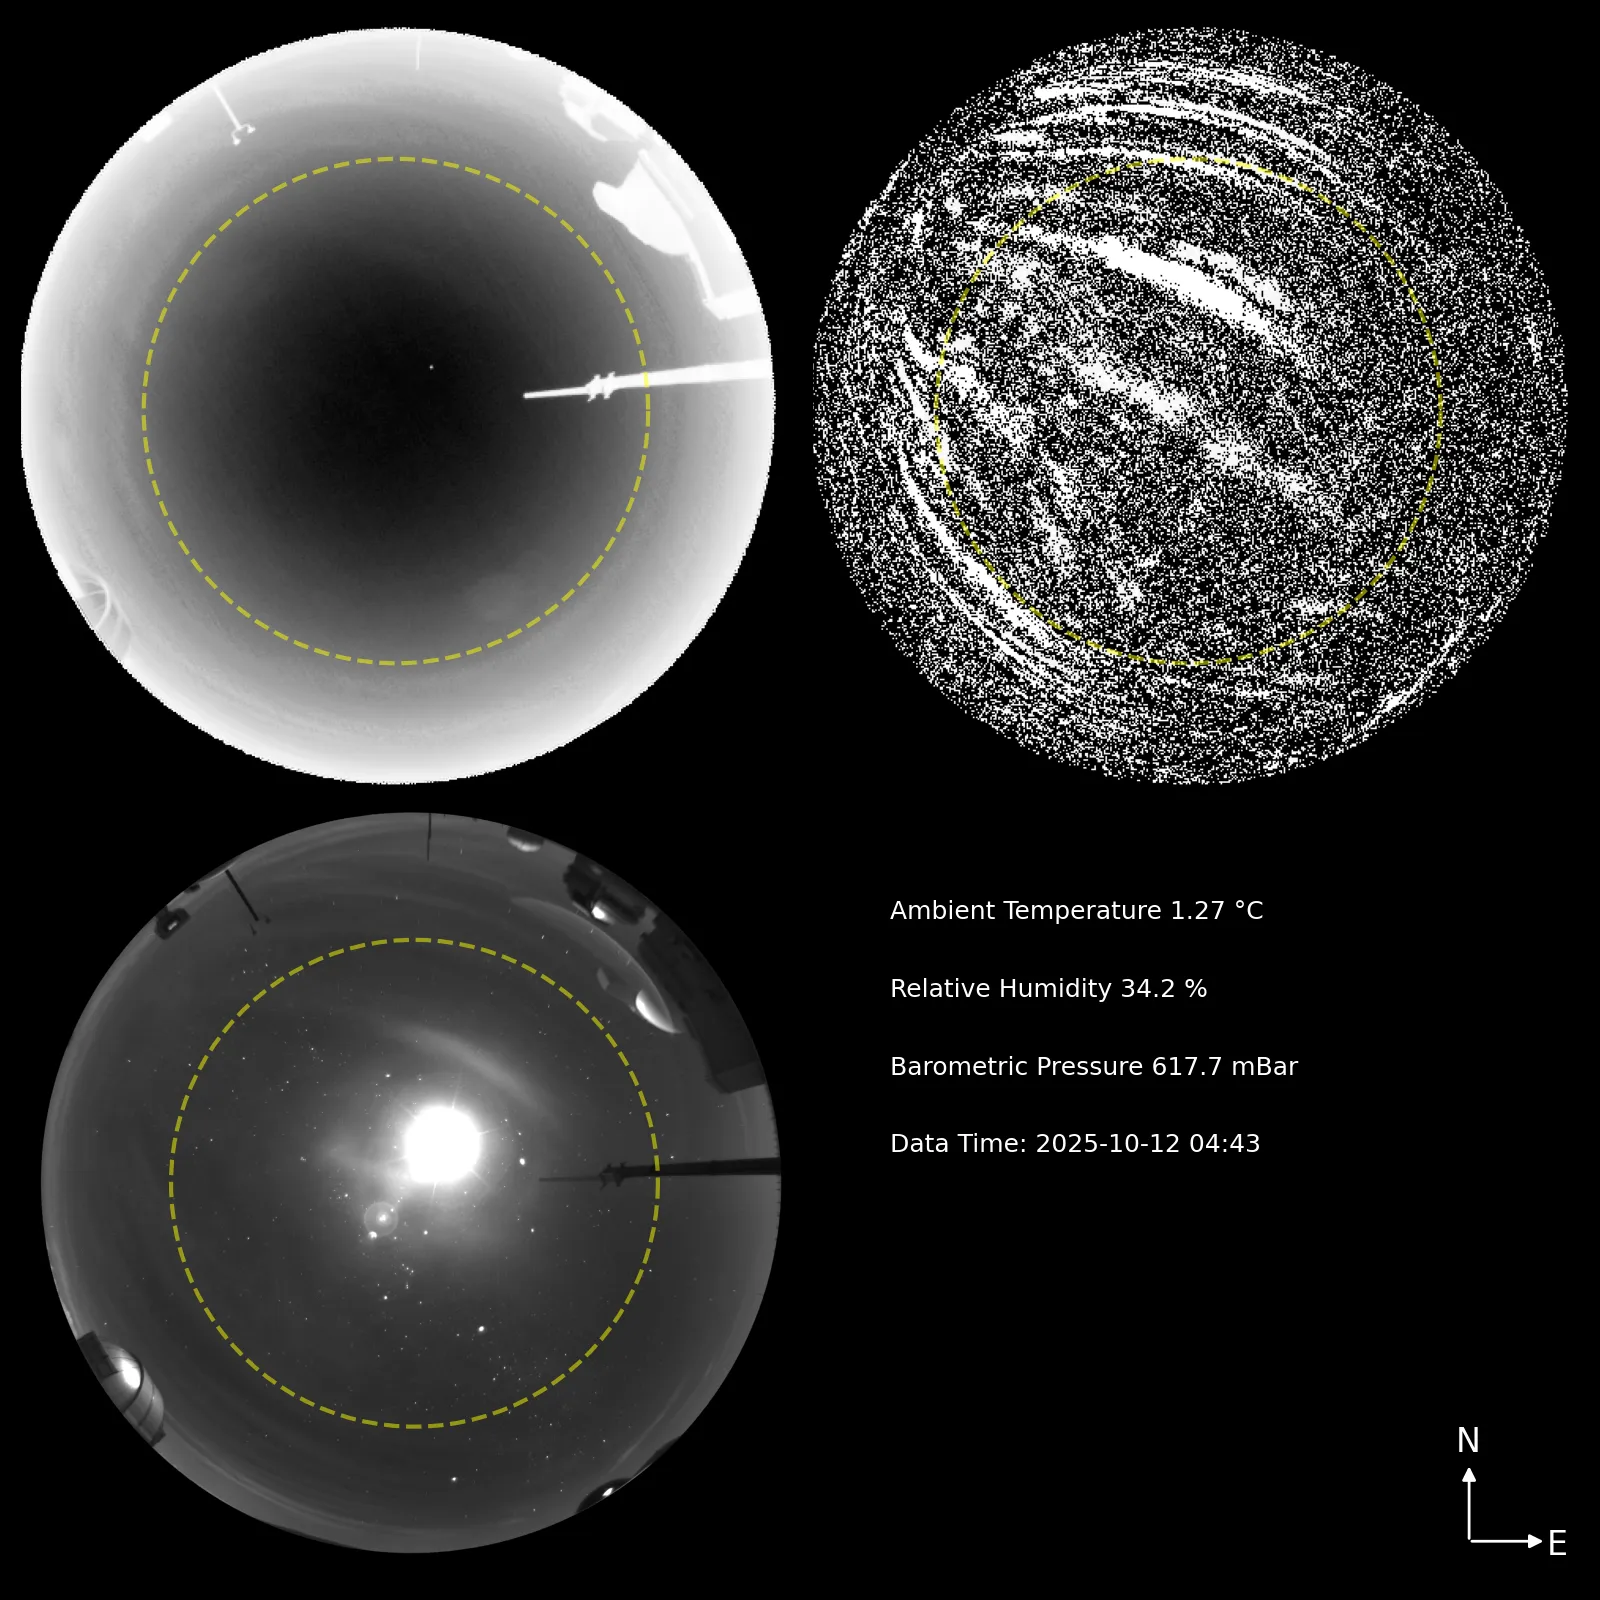 Ambient Temperature 1.27 °C
Relative Humidity 34.2 %
Barometric Pressure 617.7 mBar
Data Time: 2025-10-12 04:43
N
E